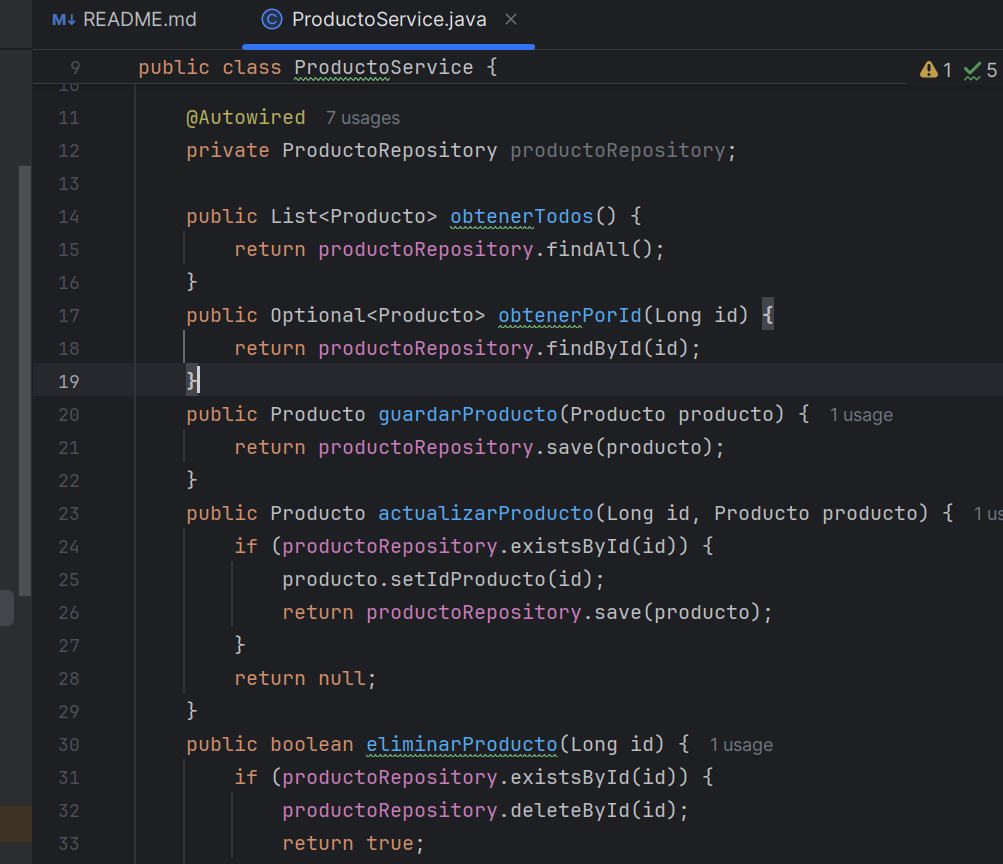 M↓ README.md
C ProductoService.java ×
9 public class ProductoService { 1 5
10
11 @Autowired 7 usages
12 private ProductoRepository productoRepository;
13
14 public List<Producto> obtenerTodos() {
15 return productoRepository.findAll();
16 }
17 public Optional<Producto> obtenerPorId(Long id) {
18 return productoRepository.findById(id);
19 }
20 public Producto guardarProducto(Producto producto) { 1 usage
21 return productoRepository.save(producto);
22 }
23 public Producto actualizarProducto(Long id, Producto producto) { 1 us
24 if (productoRepository.existsById(id)) {
25 producto.setIdProducto(id);
26 return productoRepository.save(producto);
27 }
28 return null;
29 }
30 public boolean eliminarProducto(Long id) { 1 usage
31 if (productoRepository.existsById(id)) {
32 productoRepository.deleteById(id);
33 return true;